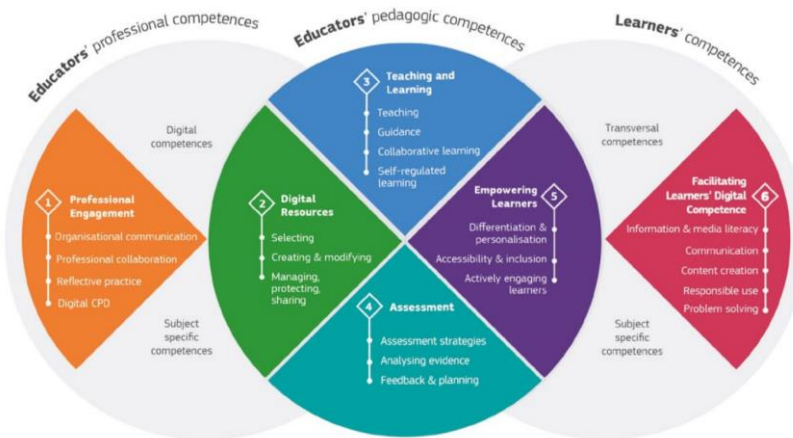 Educators' professional competences
Educators' pedagogic competences
Learners' competences
Digital
competences
Transversal
competences
Subject
specific
competences
Subject
specific
competences
1
Professional
Engagement
Organisational communication
Professional collaboration
Reflective practice
Digital CPD
2
Digital
Resources
Selecting
Creating & modifying
Managing,
protecting,
sharing
3
Teaching and
Learning
Teaching
Guidance
Collaborative learning
Self-regulated
learning
4
Assessment
Assessment strategies
Analysing evidence
Feedback & planning
Empowering
Learners
5
Differentiation &
personalisation
Accessibility & inclusion
Actively engaging
learners
Facilitating
Learners' Digital
Competence
6
Information & media literacy
Communication
Content creation
Responsible use
Problem solving